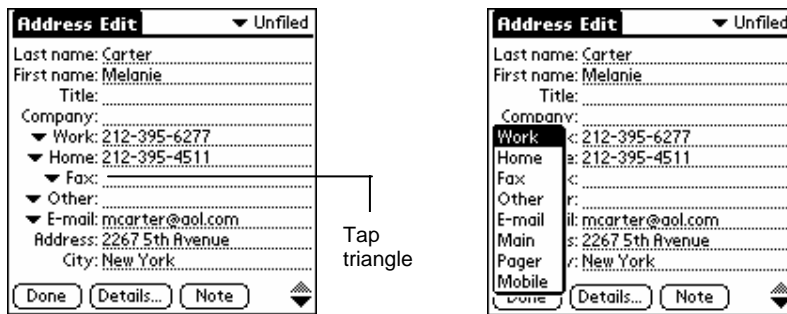 Address Edit Unfiled
Last name: Carter
First name: Melanie
Title:
Company:
Work: 212-395-6277
Home: 212-395-4511
Fax:
Other:
E-mail: mcarter@aol.com
Address: 2267 5th Avenue
City: New York
Done Details... Note
Tap
triangle
Address Edit Unfiled
Last name: Carter
First name: Melanie
Title:
Company:
Work k: 212-395-6277
Home e: 212-395-4511
Fax x:
Other r:
E-mail il: mcarter@aol.com
Main s: 2267 5th Avenue
Pager y: New York
Mobile
Done Details... Note